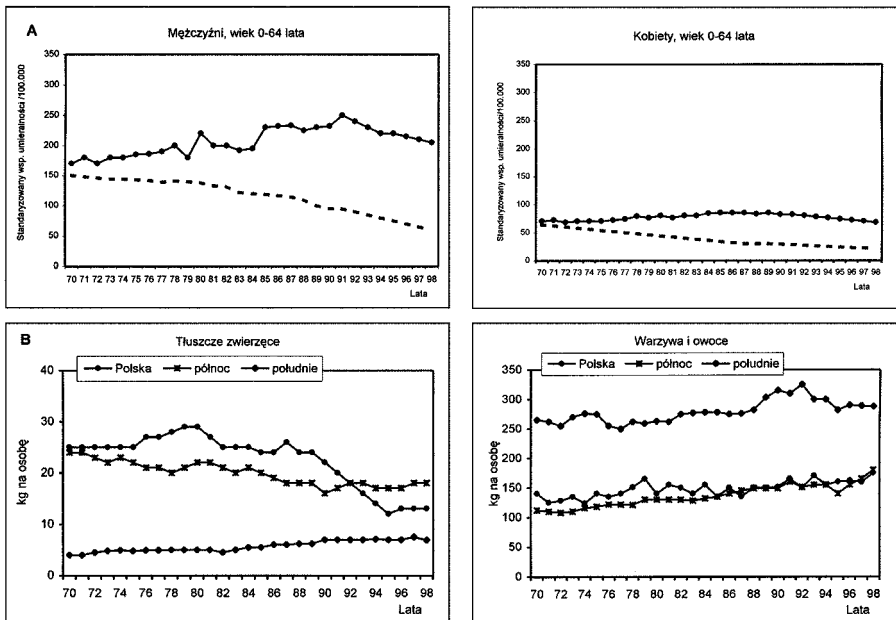 A
Mężczyźni, wiek 0-64 lata
Standaryzowany wsp. umieralności /100.000
350
300
250
200
150
100
50
0
70 71 72 73 74 75 76 77 78 79 80 81 82 83 84 85 86 87 88 89 90 91 92 93 94 95 96 97 98
Lata
Kobiety, wiek 0-64 lata
Standaryzowany wsp. umieralności/100.000
350
300
250
200
150
100
50
0
70 71 72 73 74 75 76 77 78 79 80 81 82 83 84 85 86 87 88 89 90 91 92 93 94 95 96 97 98
Lata
B
Tłuszcze zwierzęce
Polska północ południe
kg na osobę
40
30
20
10
0
70 72 74 76 78 80 82 84 86 88 90 92 94 96 98
Lata
Warzywa i owoce
Polska północ południe
kg na osobę
350
300
250
200
150
100
50
0
70 72 74 76 78 80 82 84 86 88 90 92 94 96 98
Lata